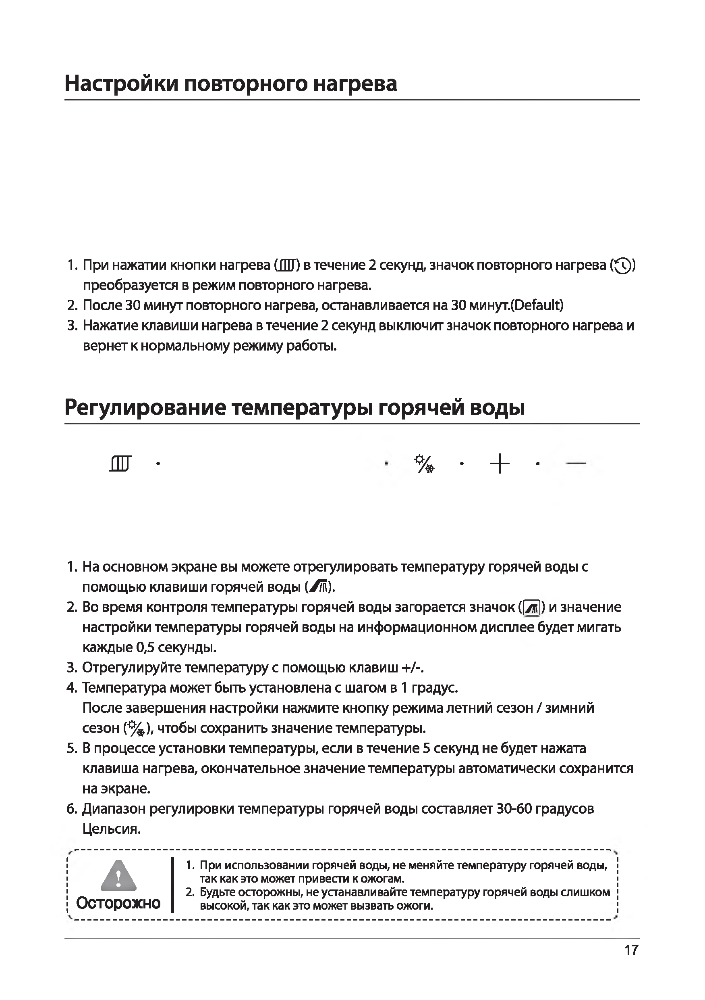 Настройки повторного нагрева
1. При нажатии кнопки нагрева () в течение 2 секунд, значок повторного нагрева ()
преобразуется в режим повторного нагрева.
2. После 30 минут повторного нагрева, останавливается на 30 минут.(Default)
3. Нажатие клавиши нагрева в течение 2 секунд выключит значок повторного нагрева и
вернет к нормальному режиму работы.
Регулирование температуры горячей воды
· · + · −
1. На основном экране вы можете отрегулировать температуру горячей воды с
помощью клавиши горячей воды ().
2. Во время контроля температуры горячей воды загорается значок () и значение
настройки температуры горячей воды на информационном дисплее будет мигать
каждые 0,5 секунды.
3. Отрегулируйте температуру с помощью клавиш +/-.
4. Температура может быть установлена с шагом в 1 градус.
После завершения настройки нажмите кнопку режима летний сезон / зимний
сезон (), чтобы сохранить значение температуры.
5. В процессе установки температуры, если в течение 5 секунд не будет нажата
клавиша нагрева, окончательное значение температуры автоматически сохранится
на экране.
6. Диапазон регулировки температуры горячей воды составляет 30-60 градусов
Цельсия.
Осторожно
1. При использовании горячей воды, не меняйте температуру горячей воды,
так как это может привести к ожогам.
2. Будьте осторожны, не устанавливайте температуру горячей воды слишком
высокой, так как это может вызвать ожоги.
17